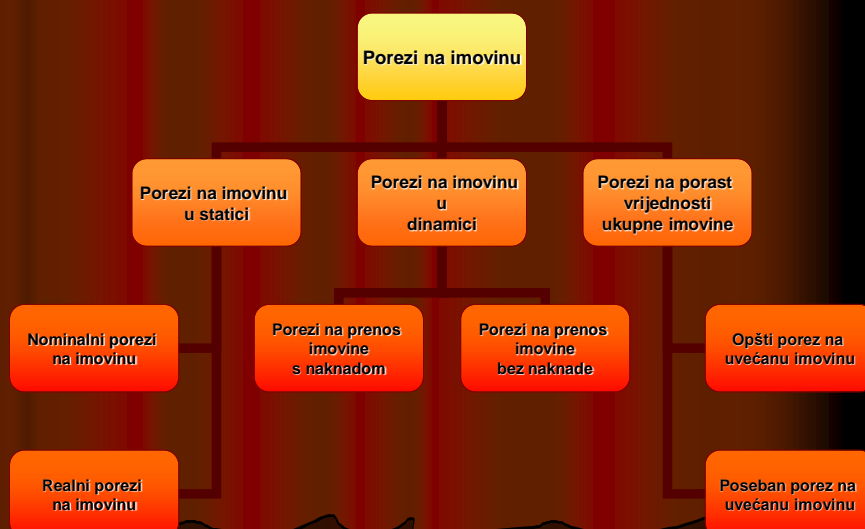 Porezi na imovinu
Porezi na imovinu
u statici
Porezi na imovinu
u
dinamici
Porezi na porast
vrijednosti
ukupne imovine
Nominalni porezi
na imovinu
Porezi na prenos
imovine
s naknadom
Porezi na prenos
imovine
bez naknade
Opšti porez na
uvećanu imovinu
Realni porezi
na imovinu
Poseban porez na
uvećanu imovinu